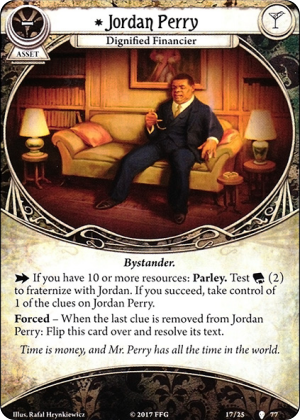 Jordan Perry
Dignified Financier
ASSET
Bystander.
If you have 10 or more resources: Parley. Test (2)
to fraternize with Jordan. If you succeed, take control of
1 of the clues on Jordan Perry.
Forced – When the last clue is removed from Jordan
Perry: Flip this card over and resolve its text.
Time is money, and Mr. Perry has all the time in the world.
Illus. Rafał Hrynkiewicz
© 2017 FFG
17/25
77